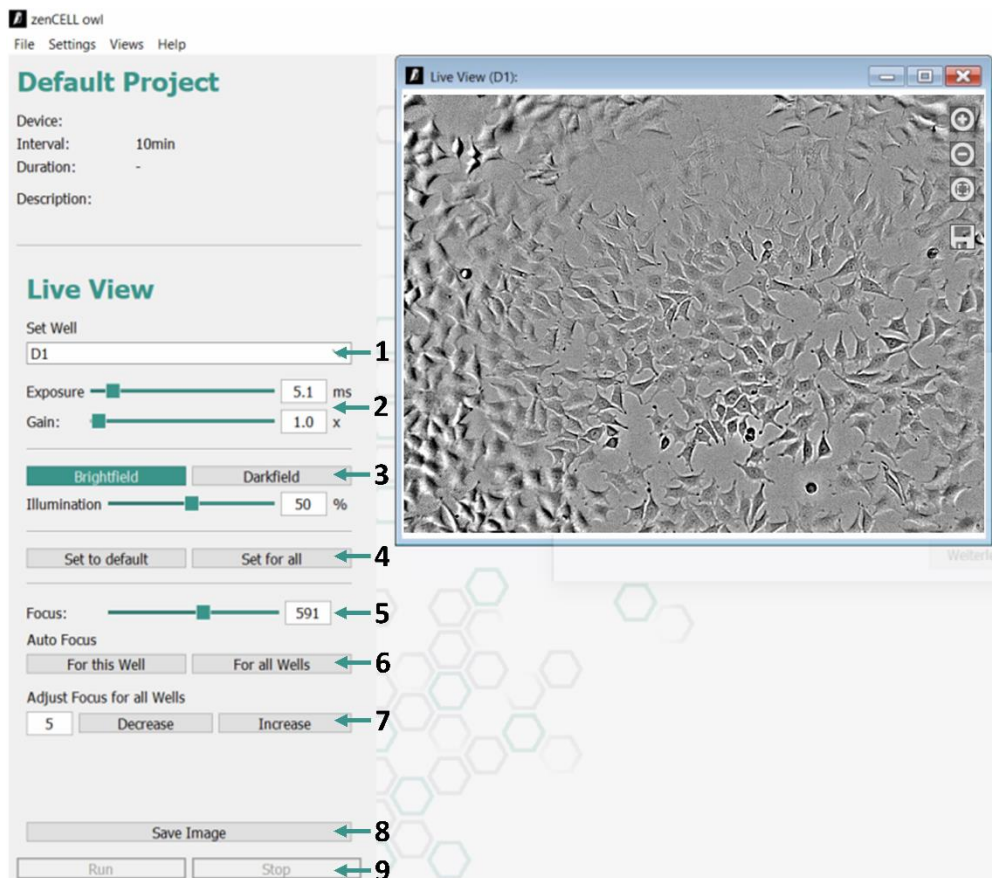 zenCELL owl
File Settings Views Help
Default Project
Device:
Interval: 10min
Duration: -
Description:
Live View
Set Well
D1 1
Exposure 5.1 ms
2
Gain: 1.0 x
Brightfield Darkfield 3
Illumination 50 %
Set to default Set for all 4
Focus: 591 5
Auto Focus
For this Well For all Wells 6
Adjust Focus for all Wells
5 Decrease Increase 7
Save Image 8
Run Stop 9
Live View (D1):
Weiterle